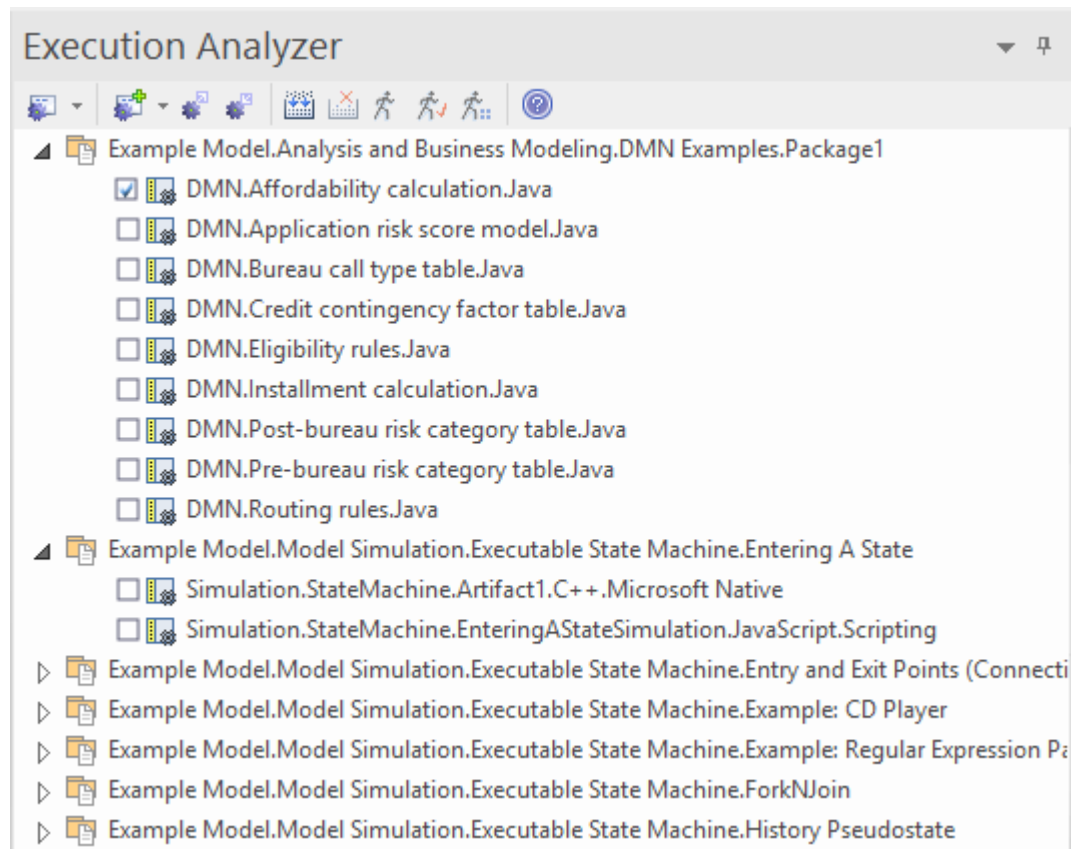 Execution Analyzer
Example Model.Analysis and Business Modeling.DMN Examples.Package1
DMN.Affordability calculation.Java
DMN.Application risk score model.Java
DMN.Bureau call type table.Java
DMN.Credit contingency factor table.Java
DMN.Eligibility rules.Java
DMN.Installment calculation.Java
DMN.Post-bureau risk category table.Java
DMN.Pre-bureau risk category table.Java
DMN.Routing rules.Java
Example Model.Model Simulation.Executable State Machine.Entering A State
Simulation.StateMachine.Artifact1.C++.Microsoft Native
Simulation.StateMachine.EnteringAStateSimulation.JavaScript.Scripting
Example Model.Model Simulation.Executable State Machine.Entry and Exit Points (Connecti
Example Model.Model Simulation.Executable State Machine.Example: CD Player
Example Model.Model Simulation.Executable State Machine.Example: Regular Expression Pa
Example Model.Model Simulation.Executable State Machine.ForkNJoin
Example Model.Model Simulation.Executable State Machine.History Pseudostate